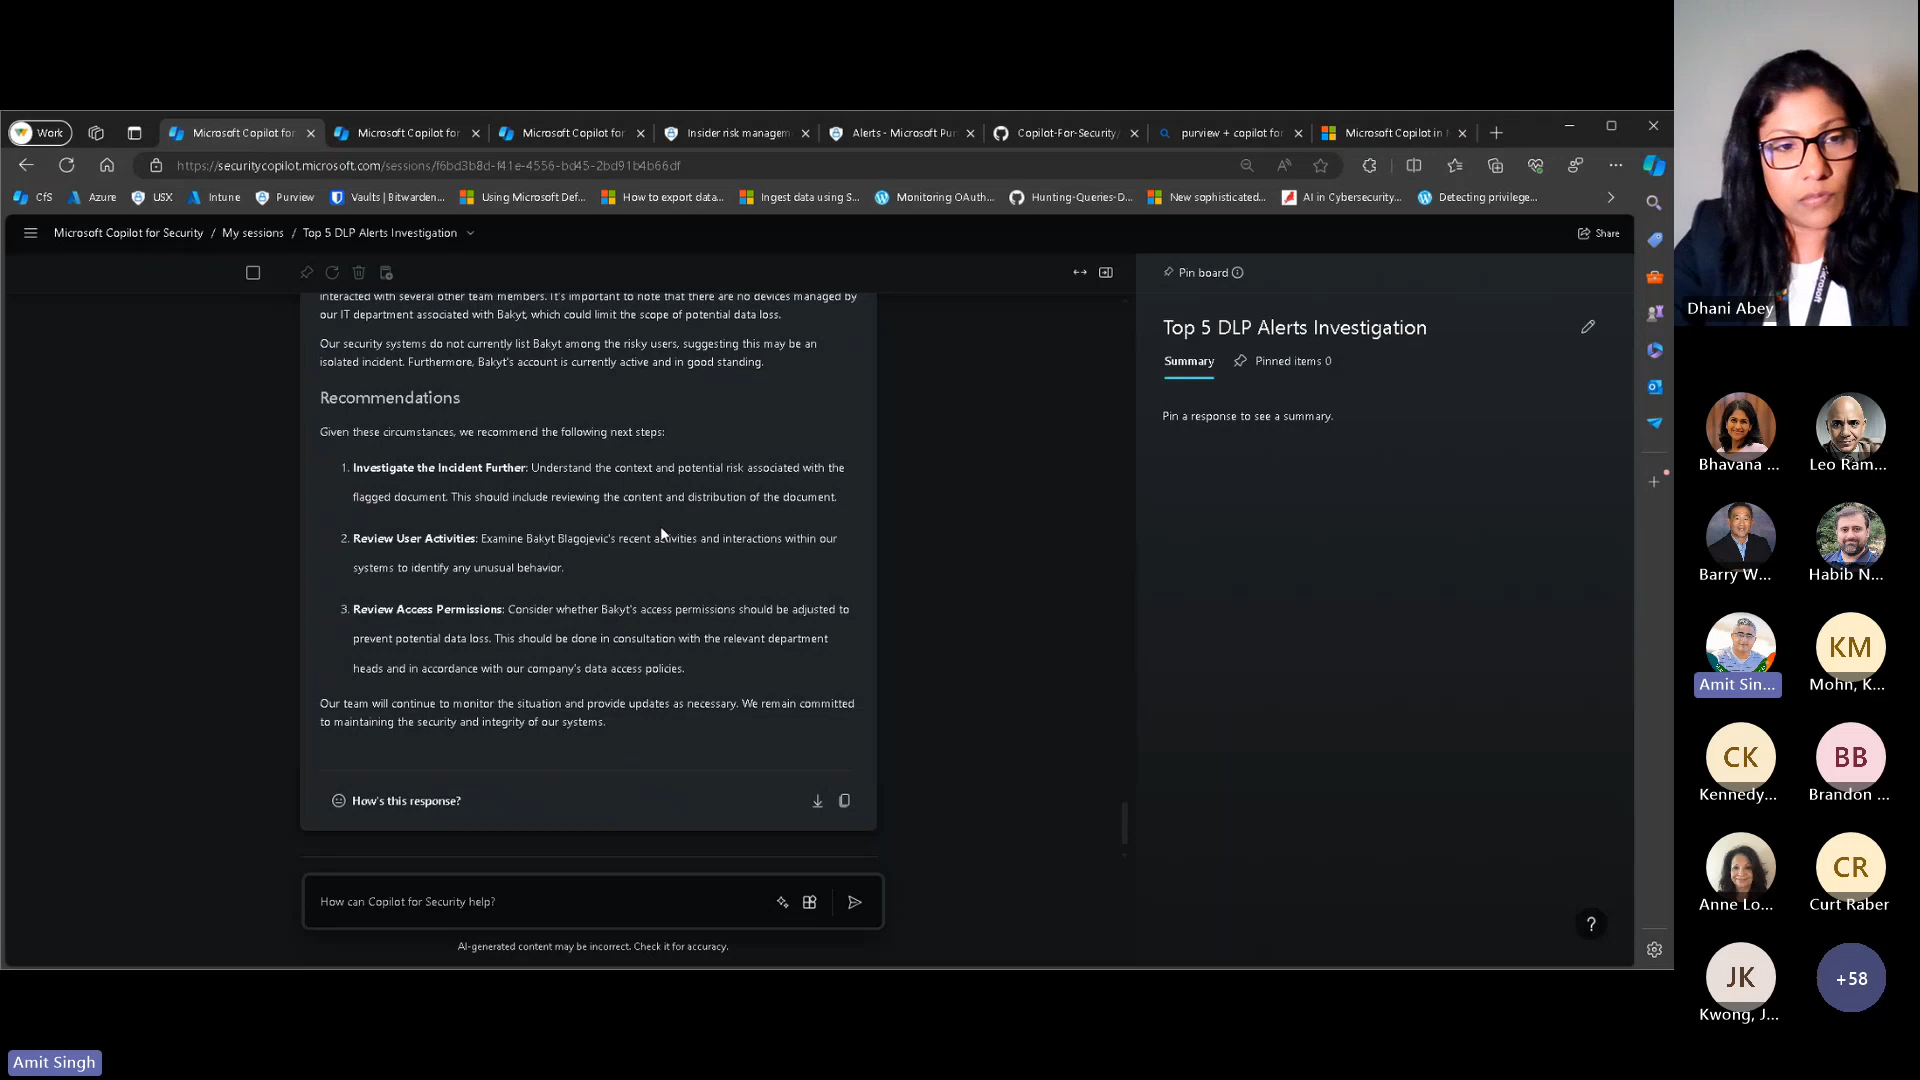 Work
Microsoft Copilot for
Microsoft Copilot for
Microsoft Copilot for
Insider risk managem
Alerts - Microsoft Pur
Copilot-For-Security/
purview + copilot for
Microsoft Copilot in M
https://securitycopilot.microsoft.com/sessions/f6bd3b8d-f41e-4556-bd45-2bd91b4b66df
CfS
Azure
USX
Intune
Purview
Vaults | Bitwarden...
Using Microsoft Def...
How to export data...
Ingest data using S...
Monitoring OAuth...
Hunting-Queries-D...
New sophisticated...
AI in Cybersecurity...
Detecting privilege...
Microsoft Copilot for Security / My sessions / Top 5 DLP Alerts Investigation
Share
interacted with several other team members. It's important to note that there are no devices managed by
our IT department associated with Bakyt, which could limit the scope of potential data loss.
Our security systems do not currently list Bakyt among the risky users, suggesting this may be an
isolated incident. Furthermore, Bakyt's account is currently active and in good standing.
Recommendations
Given these circumstances, we recommend the following next steps:
1. Investigate the Incident Further: Understand the context and potential risk associated with the
flagged document. This should include reviewing the content and distribution of the document.
2. Review User Activities: Examine Bakyt Blagojevic's recent activities and interactions within our
systems to identify any unusual behavior.
3. Review Access Permissions: Consider whether Bakyt's access permissions should be adjusted to
prevent potential data loss. This should be done in consultation with the relevant department
heads and in accordance with our company's data access policies.
Our team will continue to monitor the situation and provide updates as necessary. We remain committed
to maintaining the security and integrity of our systems.
How's this response?
How can Copilot for Security help?
AI-generated content may be incorrect. Check it for accuracy.
Pin board
Top 5 DLP Alerts Investigation
Summary
Pinned items 0
Pin a response to see a summary.
?
Microsoft
Dhani Abey
Bhavana ...
Leo Ram...
Barry W...
Habib N...
Amit Sin...
KM
Mohn, K...
CK
Kennedy...
BB
Brandon ...
Anne Lo...
CR
Curt Raber
JK
Kwong, J...
+58
Amit Singh